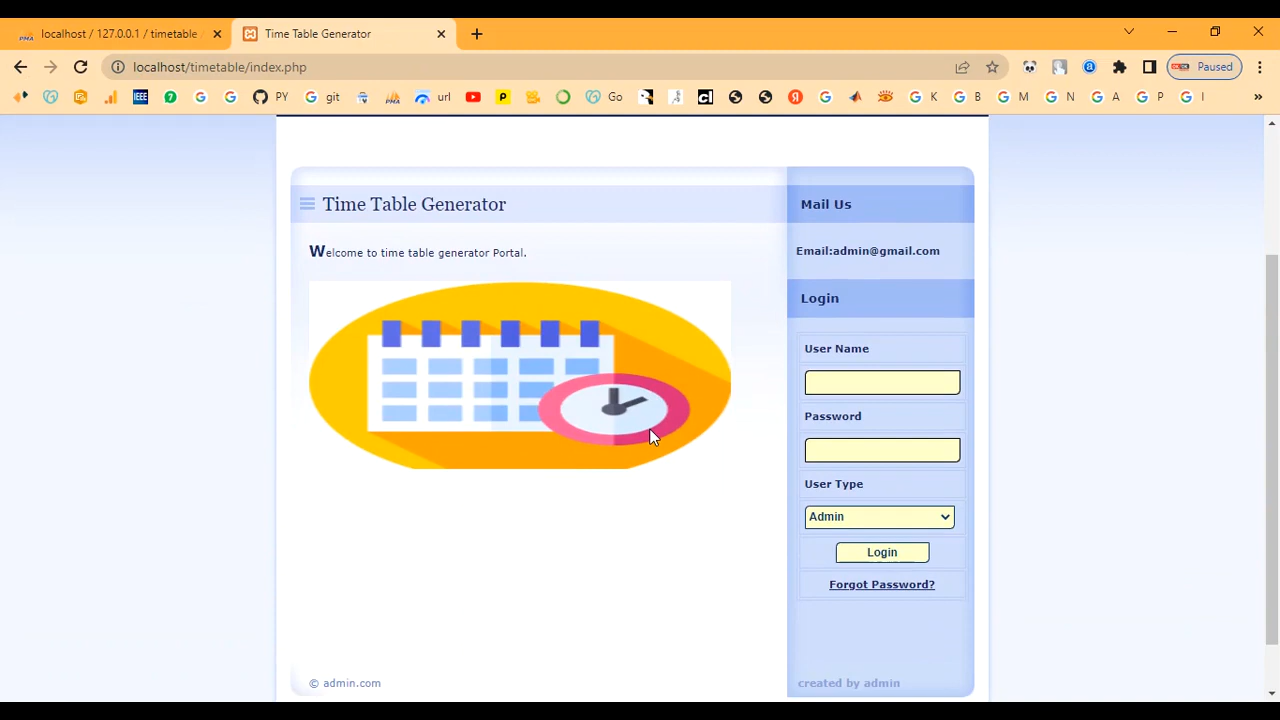 localhost / 127.0.0.1 / timetable
Time Table Generator
localhost/timetable/index.php
Paused
PY
git
url
Go
K
B
M
N
A
P
I
»
Time Table Generator
Welcome to time table generator Portal.
Mail Us
Email:admin@gmail.com
Login
User Name
Password
User Type
Admin
Login
Forgot Password?
© admin.com
created by admin